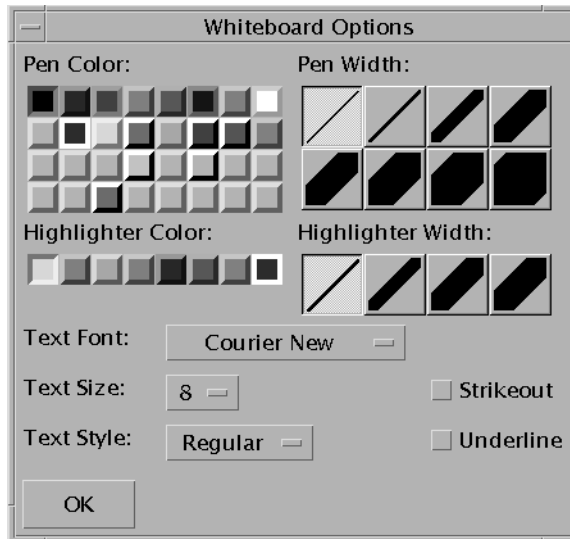 Whiteboard Options
Pen Color:
Pen Width:
Highlighter Color:
Highlighter Width:
Text Font: Courier New
Text Size: 8
Strikeout
Text Style: Regular
Underline
OK